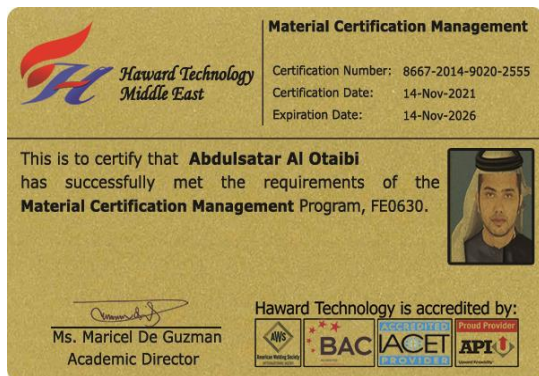 Material Certification Management
Haward Technology
Middle East
Certification Number: 8667-2014-9020-2555
Certification Date: 14-Nov-2021
Expiration Date: 14-Nov-2026
This is to certify that Abdulsatar Al Otaibi
has successfully met the requirements of the
Material Certification Management Program, FE0630.
Ms. Maricel De Guzman
Academic Director
Haward Technology is accredited by:
AWS
American Welding Society
BAC
ACCREDITED
IACET
PROVIDER
Proud Provider
API